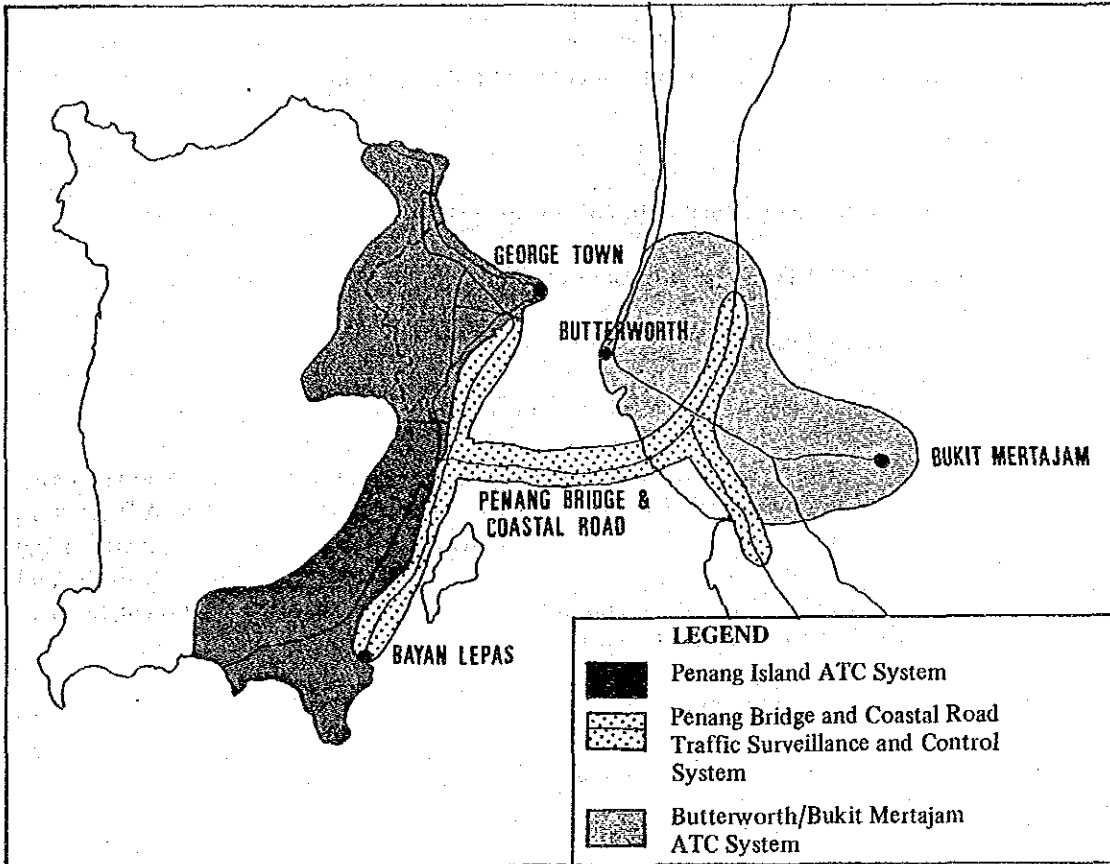 GEORGE TOWN
BUTTERWORTH
BUKIT MERTAJAM
PENANG BRIDGE &
COASTAL ROAD
BAYAN LEPAS
LEGEND
Penang Island ATC System
Penang Bridge and Coastal Road
Traffic Surveillance and Control
System
Butterworth/Bukit Mertajam
ATC System